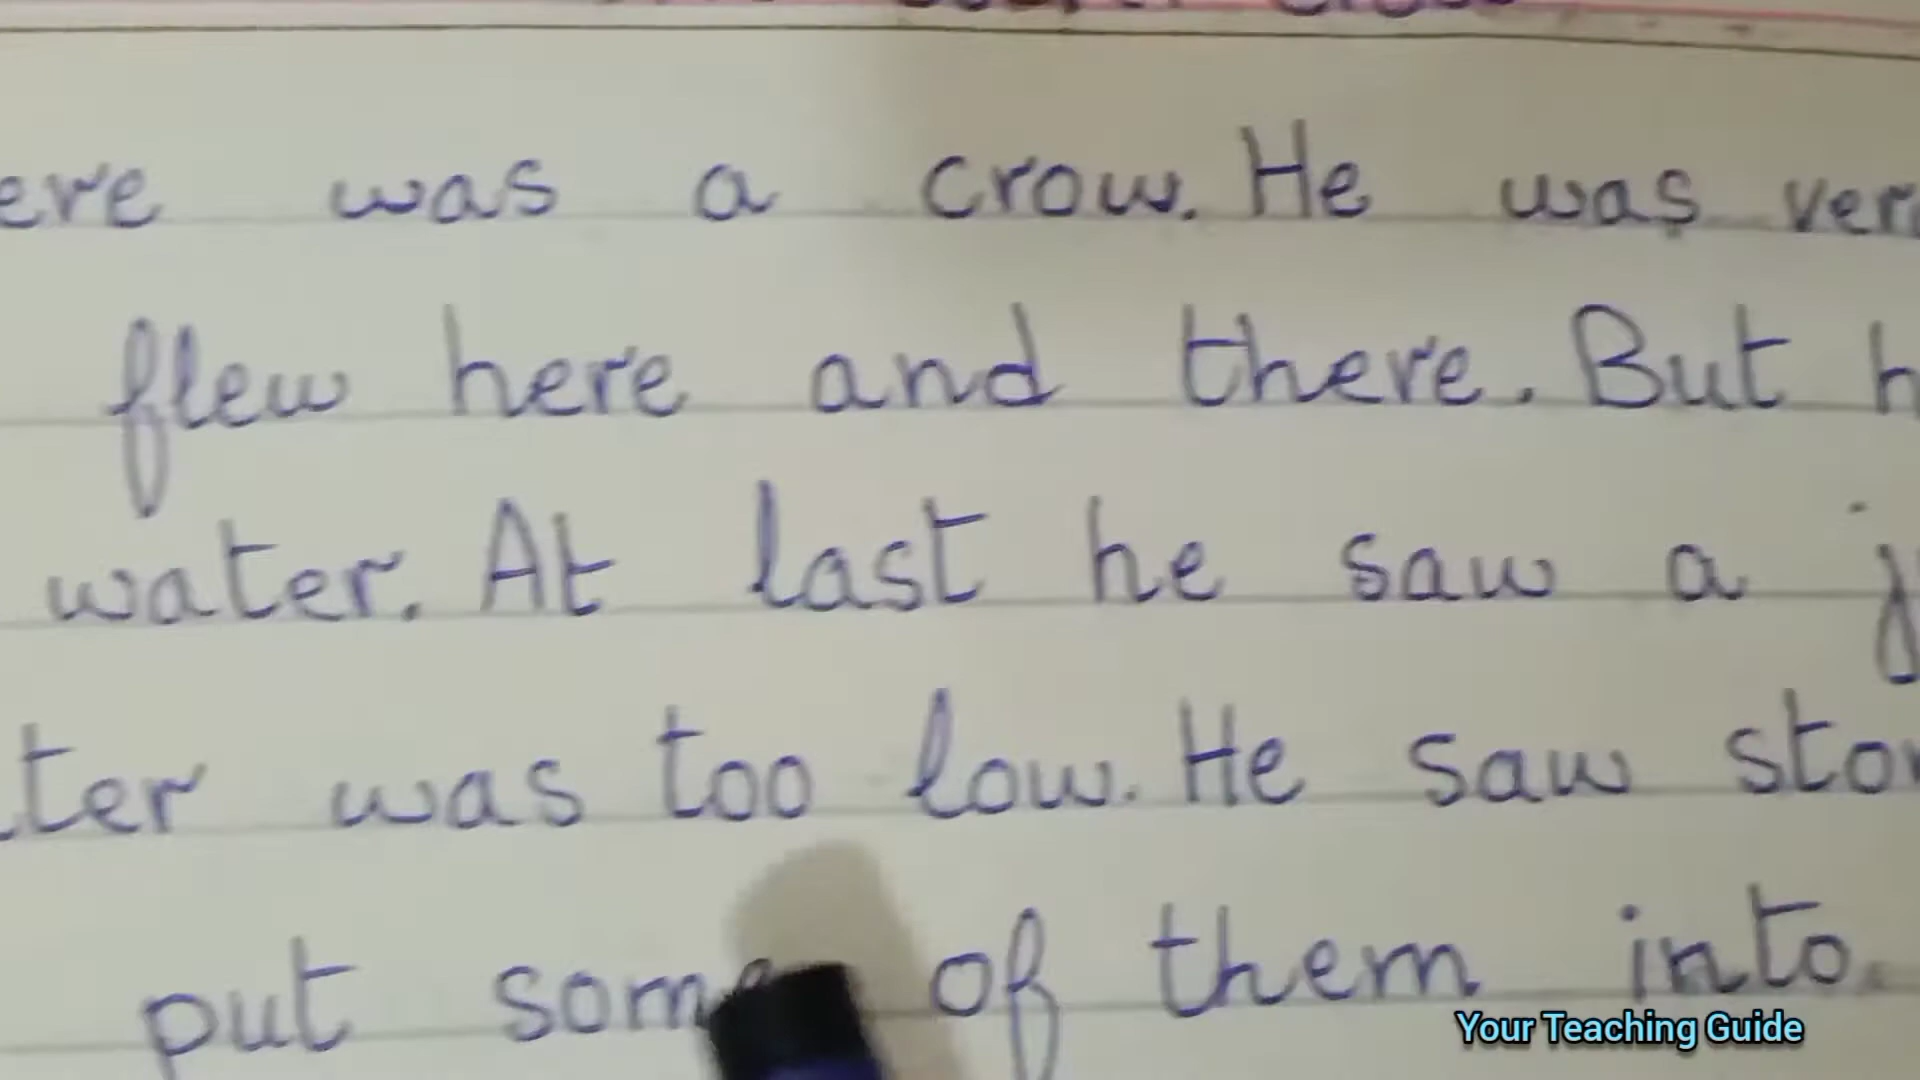 ere was a crow. He was ver
flew here and there. But h
water. At last he saw a j
ter was too low. He saw sto
put some of them into
Your Teaching Guide